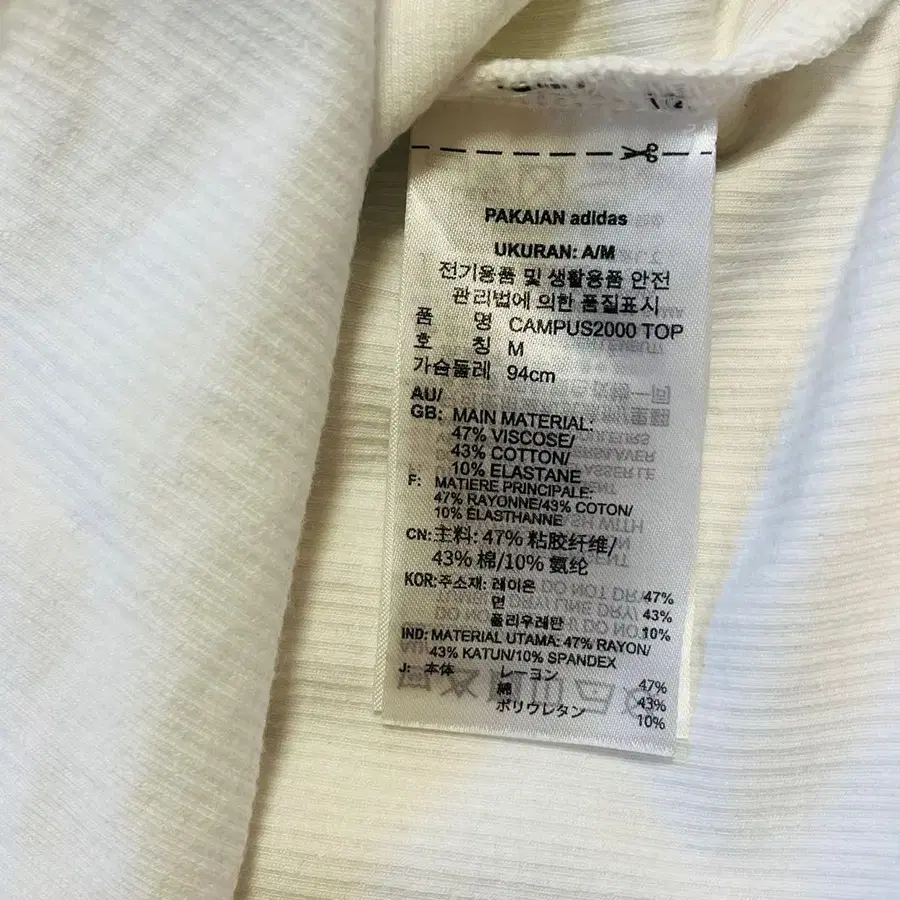 PAKAIAN adidas
UKURAN: A/M
전기용품 및 생활용품 안전
관리법에 의한 품질표시
품 명 CAMPUS2000 TOP
호 칭 M
가슴둘레 94cm
AU/
GB: MAIN MATERIAL:
47% VISCOSE/
43% COTTON/
10% ELASTANE
F: MATIERE PRINCIPALE-
47% RAYONNE/43% COTON/
10% ELASTHANNE
CN: 主料: 47% 粘胶纤维/
43% 棉/10% 氨纶
KOR: 주소재: 레이온 47%
면 43%
폴리우레탄 10%
IND: MATERIAL UTAMA: 47% RAYON/
43% KATUN/10% SPANDEX
J: 本体 レーヨン 47%
綿 43%
ポリウレタン 10%